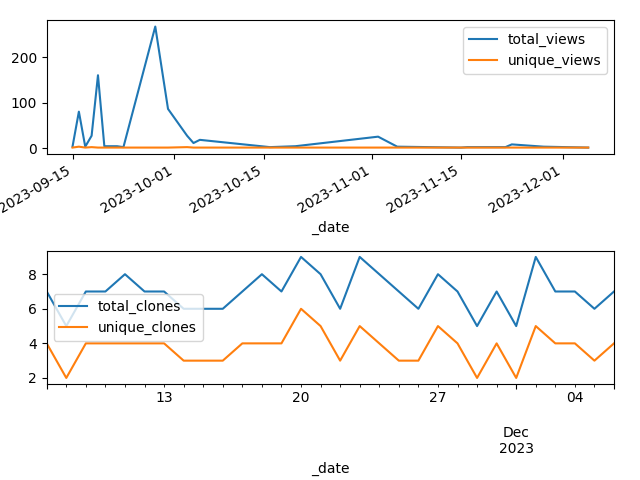 total_views
unique_views
200
100
0
2023-09-15
2023-10-01
2023-10-15
2023-11-01
2023-11-15
2023-12-01
_date
total_clones
unique_clones
8
6
4
2
13
20
27
04
Dec
2023
_date